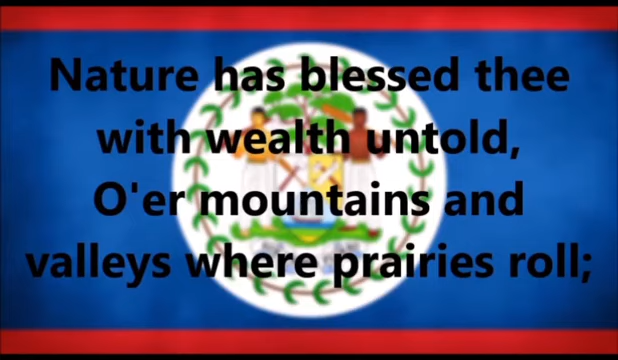 Nature has blessed thee
with wealth untold,
O'er mountains and
valleys where prairies roll;